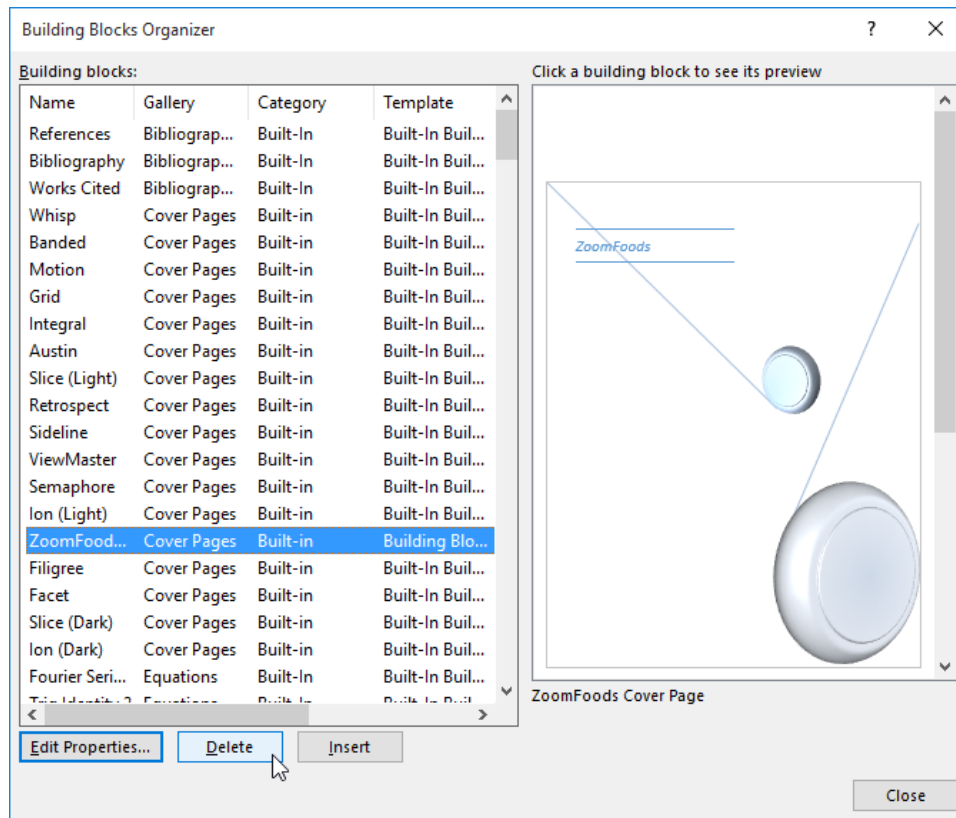 Building Blocks Organizer ?
Building blocks:
Click a building block to see its preview
Name Gallery Category Template
References Bibliograp... Built-In Built-In Buil...
Bibliography Bibliograp... Built-In Built-In Buil...
Works Cited Bibliograp... Built-In Built-In Buil...
Whisp Cover Pages Built-in Built-In Buil...
Banded Cover Pages Built-in Built-In Buil...
Motion Cover Pages Built-in Built-In Buil...
Grid Cover Pages Built-in Built-In Buil...
Integral Cover Pages Built-in Built-In Buil...
Austin Cover Pages Built-in Built-In Buil...
Slice (Light) Cover Pages Built-in Built-In Buil...
Retrospect Cover Pages Built-in Built-In Buil...
Sideline Cover Pages Built-in Built-In Buil...
ViewMaster Cover Pages Built-in Built-In Buil...
Semaphore Cover Pages Built-in Built-In Buil...
Ion (Light) Cover Pages Built-in Built-In Buil...
ZoomFood... Cover Pages Built-in Building Blo...
Filigree Cover Pages Built-in Built-In Buil...
Facet Cover Pages Built-in Built-In Buil...
Slice (Dark) Cover Pages Built-in Built-In Buil...
Ion (Dark) Cover Pages Built-in Built-In Buil...
Fourier Seri... Equations Built-In Built-In Buil...
ZoomFoods
ZoomFoods Cover Page
Edit Properties... Delete Insert
Close